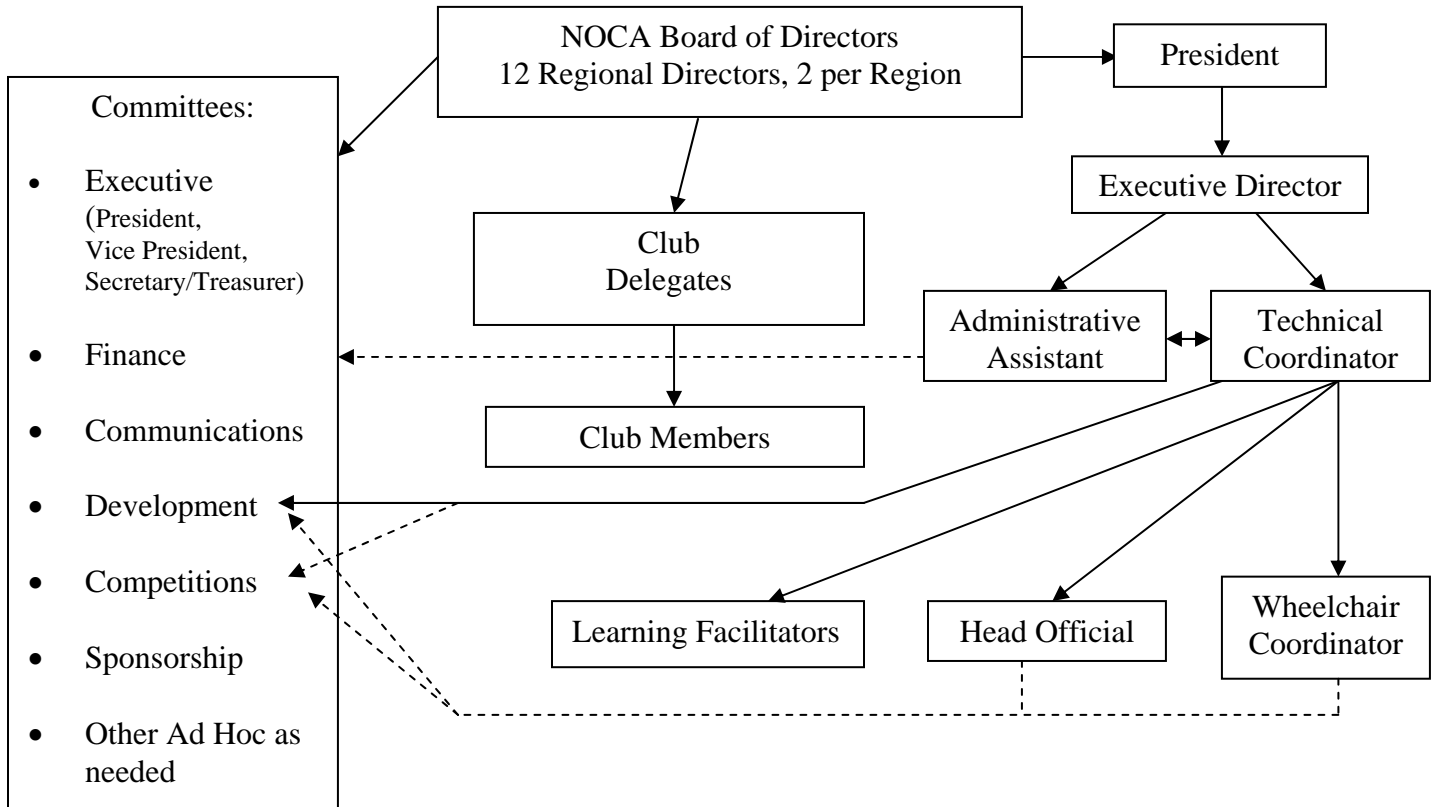 NOCA Board of Directors
12 Regional Directors, 2 per Region
President
Committees:
• Executive
(President,
Vice President,
Secretary/Treasurer)
• Finance
• Communications
• Development
• Competitions
• Sponsorship
• Other Ad Hoc as
needed
Executive Director
Club
Delegates
Administrative
Assistant
Technical
Coordinator
Club Members
Learning Facilitators
Head Official
Wheelchair
Coordinator